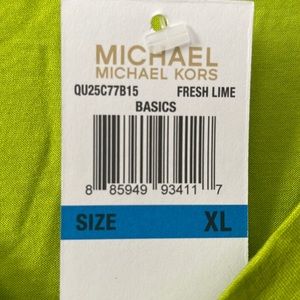 MICHAEL
MICHAEL KORS
QU25C77B15 FRESH LIME
BASICS
8 85949 93411 7
SIZE XL